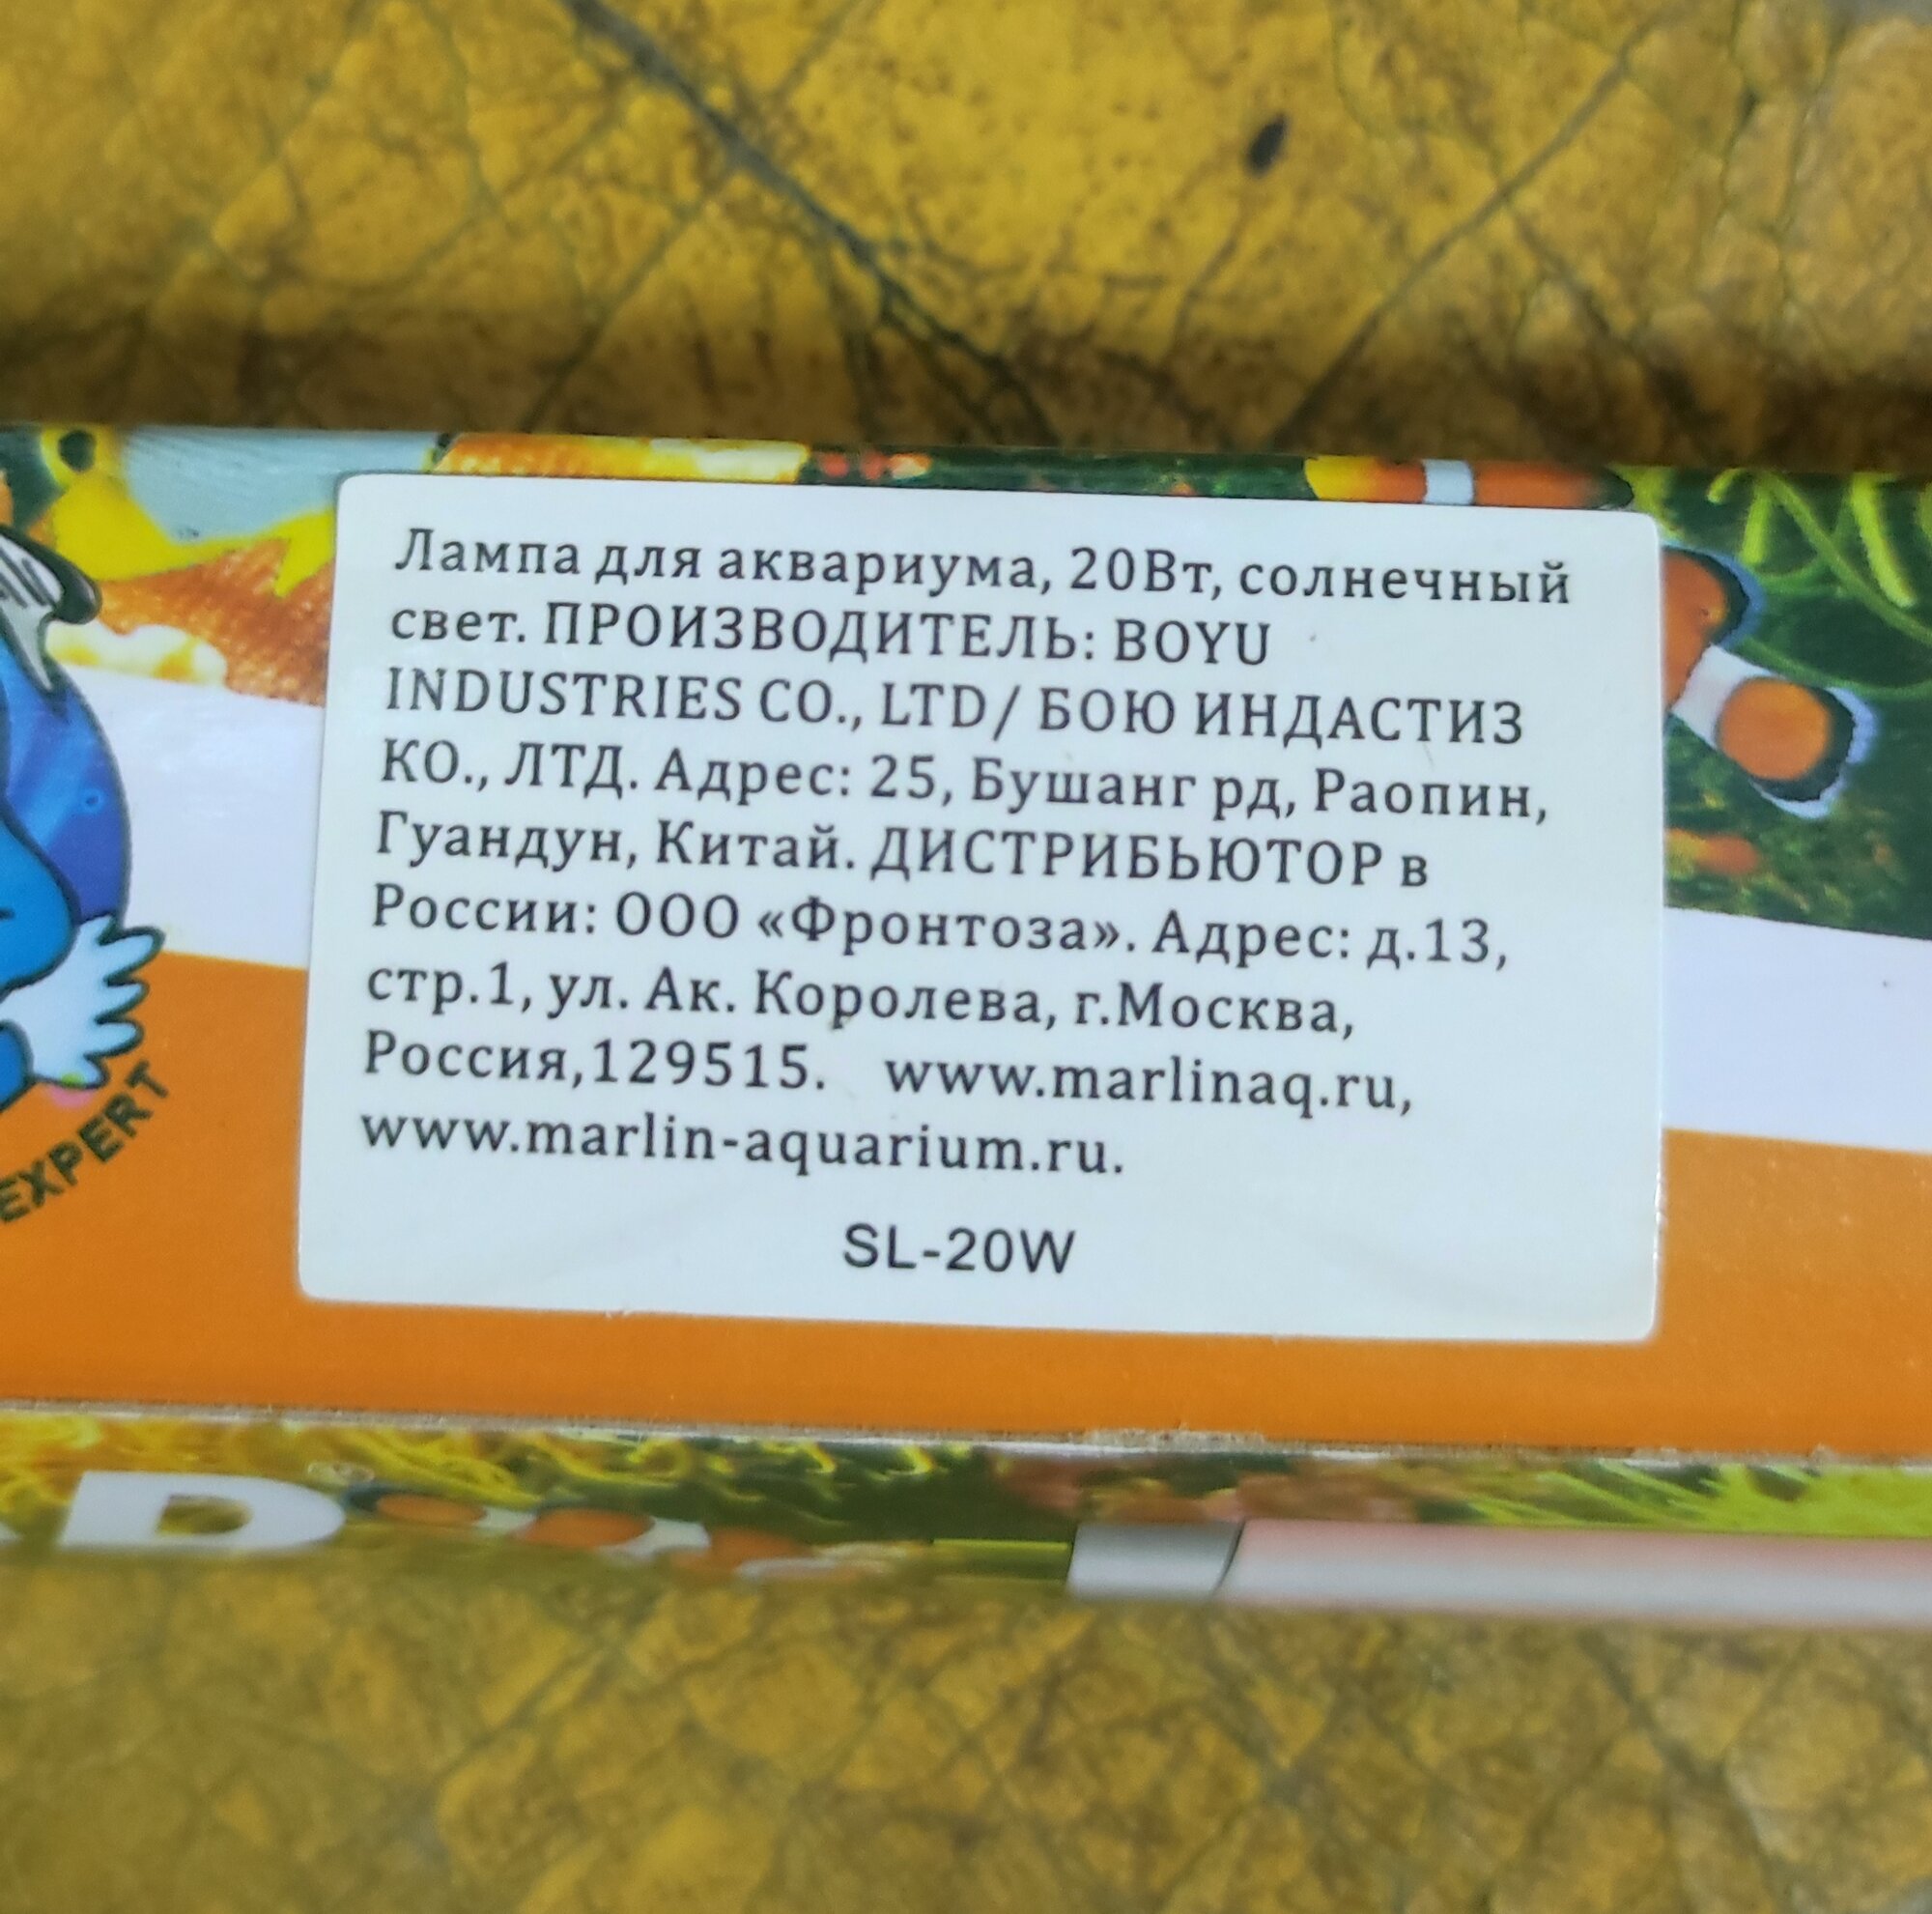 Лампа для аквариума, 20Вт, солнечный
свет. ПРОИЗВОДИТЕЛЬ: BOYU
INDUSTRIES CO., LTD/ БОЮ ИНДАСТИЗ
КО., ЛТД. Адрес: 25, Бушанг рд, Раопин,
Гуандун, Китай. ДИСТРИБЬЮТОР в
России: ООО «Фронтоза». Адрес: д.13,
стр.1, ул. Ак. Королева, г.Москва,
Россия,129515. www.marlinaq.ru,
www.marlin-aquarium.ru.
SL-20W
EXPERT
D